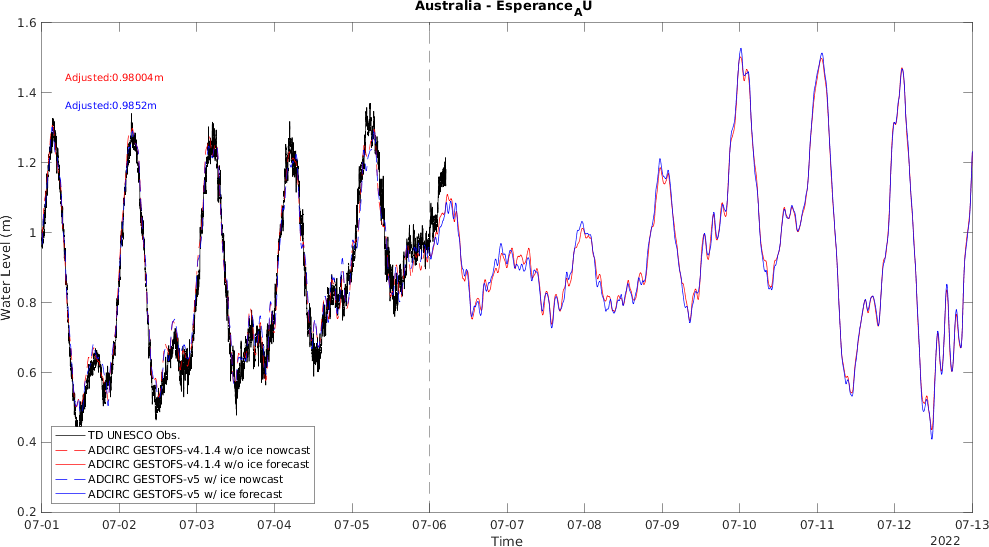 Australia - Esperance_AU
1.6
1.4
1.2
1
0.8
0.6
0.4
0.2
Water Level (m)
Adjusted:0.98004m
Adjusted:0.9852m
TD UNESCO Obs.
ADCIRC GESTOFS-v4.1.4 w/o ice nowcast
ADCIRC GESTOFS-v4.1.4 w/o ice forecast
ADCIRC GESTOFS-v5 w/ ice nowcast
ADCIRC GESTOFS-v5 w/ ice forecast
07-01 07-02 07-03 07-04 07-05 07-06 07-07 07-08 07-09 07-10 07-11 07-12 07-13
Time
2022